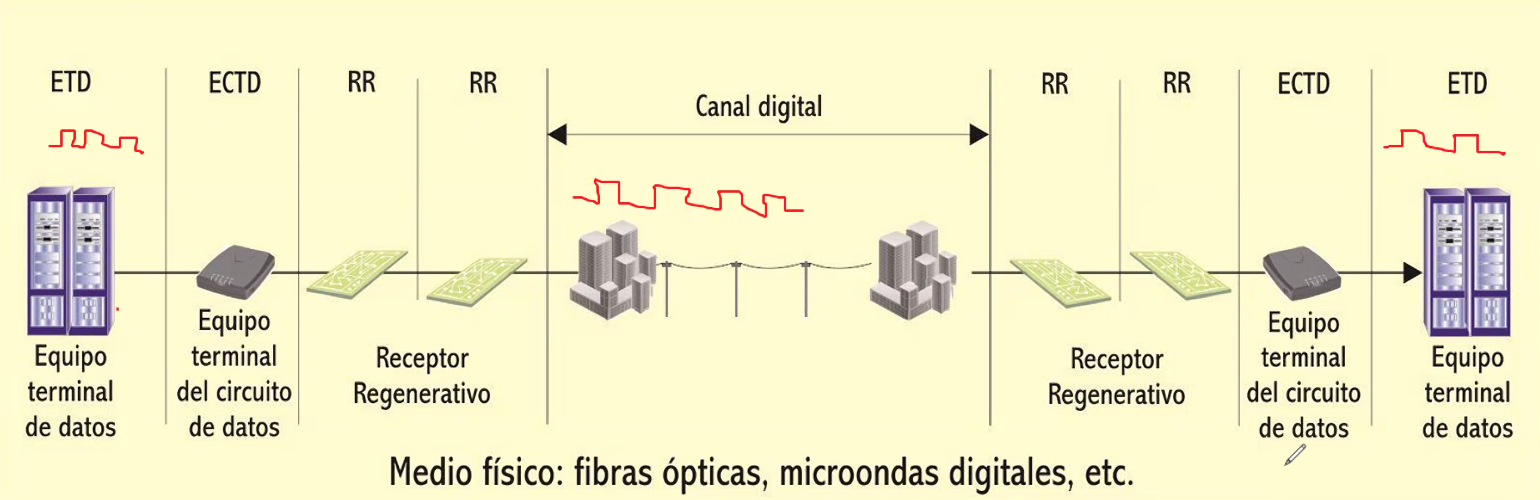 ETD
ECTD
RR
RR
Canal digital
RR
RR
ECTD
ETD
Equipo
terminal
de datos
Equipo
terminal
del circuito
de datos
Receptor
Regenerativo
Receptor
Regenerativo
Equipo
terminal
del circuito
de datos
Equipo
terminal
de datos
Medio físico: fibras ópticas, microondas digitales, etc.